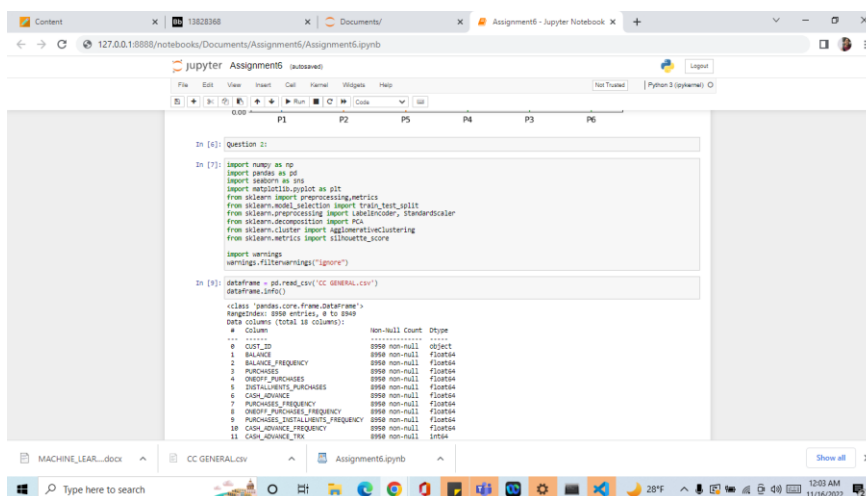 Content
Bb 13828368
Documents/
Assignment6 - Jupyter Notebook
127.0.0.1:8888/notebooks/Documents/Assignment6/Assignment6.ipynb
jupyter Assignment6 (autosaved)
Logout
File Edit View Insert Cell Kernel Widgets Help
Not Trusted
Python 3 (ipykernel)
Run
Code
0.00
P1 P2 P5 P4 P3 P6
In [6]: Question 2:
In [7]: import numpy as np
import pandas as pd
import seaborn as sns
import matplotlib.pyplot as plt
from sklearn import preprocessing,metrics
from sklearn.model_selection import train_test_split
from sklearn.preprocessing import LabelEncoder, StandardScaler
from sklearn.decomposition import PCA
from sklearn.cluster import AgglomerativeClustering
from sklearn.metrics import silhouette_score
import warnings
warnings.filterwarnings("ignore")
In [9]: dataframe = pd.read_csv('CC GENERAL.csv')
dataframe.info()
<class 'pandas.core.frame.DataFrame'>
RangeIndex: 8950 entries, 0 to 8949
Data columns (total 18 columns):
# Column Non-Null Count Dtype
--- ------ -------------- -----
0 CUST_ID 8950 non-null object
1 BALANCE 8950 non-null float64
2 BALANCE_FREQUENCY 8950 non-null float64
3 PURCHASES 8950 non-null float64
4 ONEOFF_PURCHASES 8950 non-null float64
5 INSTALLMENTS_PURCHASES 8950 non-null float64
6 CASH_ADVANCE 8950 non-null float64
7 PURCHASES_FREQUENCY 8950 non-null float64
8 ONEOFF_PURCHASES_FREQUENCY 8950 non-null float64
9 PURCHASES_INSTALLMENTS_FREQUENCY 8950 non-null float64
10 CASH_ADVANCE_FREQUENCY 8950 non-null float64
11 CASH_ADVANCE_TRX 8950 non-null int64
MACHINE_LEAR....docx
CC GENERAL.csv
Assignment6.ipynb
Show all
Type here to search
28°F
12:03 AM
11/16/2022